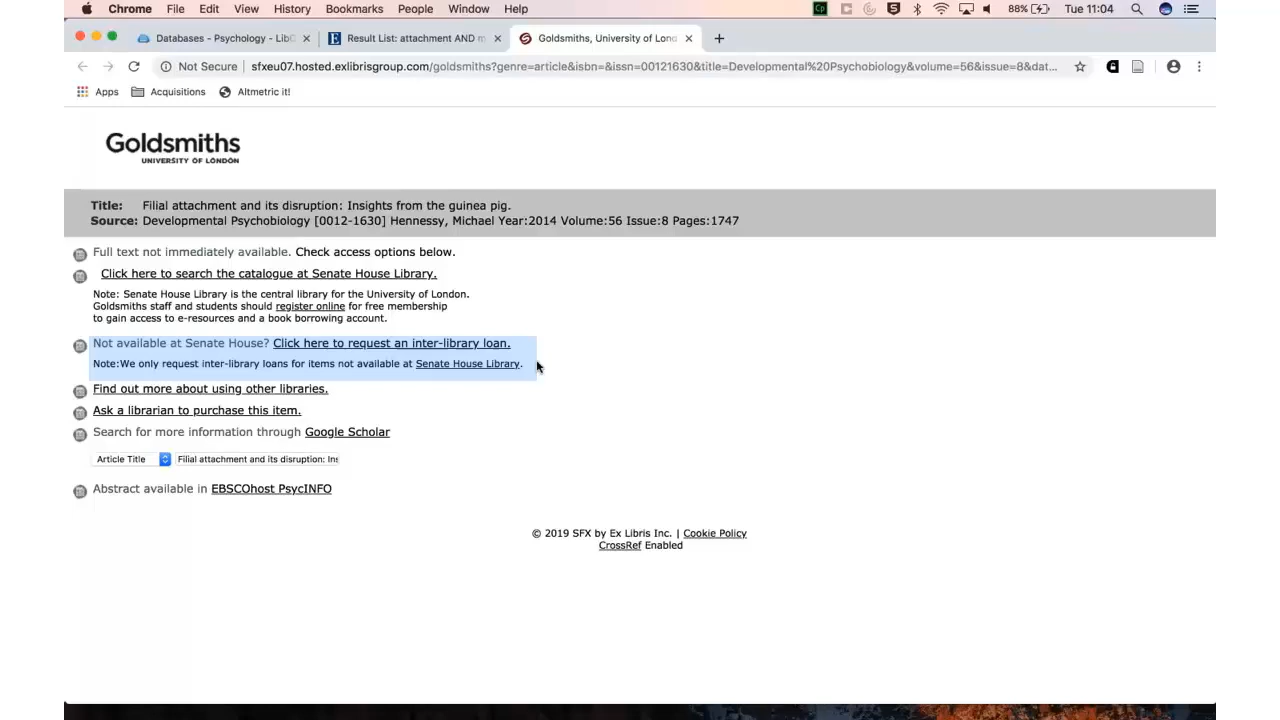 Chrome File Edit View History Bookmarks People Window Help 88% Tue 11:04
Databases - Psychology - LibG Result List: attachment AND m Goldsmiths, University of Lond
Not Secure sfxeu07.hosted.exlibrisgroup.com/goldsmiths?genre=article&isbn=&issn=00121630&title=Developmental%20Psychobiology&volume=56&issue=8&dat...
Apps Acquisitions Altmetric it!
Goldsmiths
UNIVERSITY OF LONDON
Title: Filial attachment and its disruption: Insights from the guinea pig.
Source: Developmental Psychobiology [0012-1630] Hennessy, Michael Year:2014 Volume:56 Issue:8 Pages:1747
Full text not immediately available. Check access options below.
Click here to search the catalogue at Senate House Library.
Note: Senate House Library is the central library for the University of London.
Goldsmiths staff and students should register online for free membership
to gain access to e-resources and a book borrowing account.
Not available at Senate House? Click here to request an inter-library loan.
Note:We only request inter-library loans for items not available at Senate House Library.
Find out more about using other libraries.
Ask a librarian to purchase this item.
Search for more information through Google Scholar
Article Title Filial attachment and its disruption: Ins
Abstract available in EBSCOhost PsycINFO
© 2019 SFX by Ex Libris Inc. | Cookie Policy
CrossRef Enabled